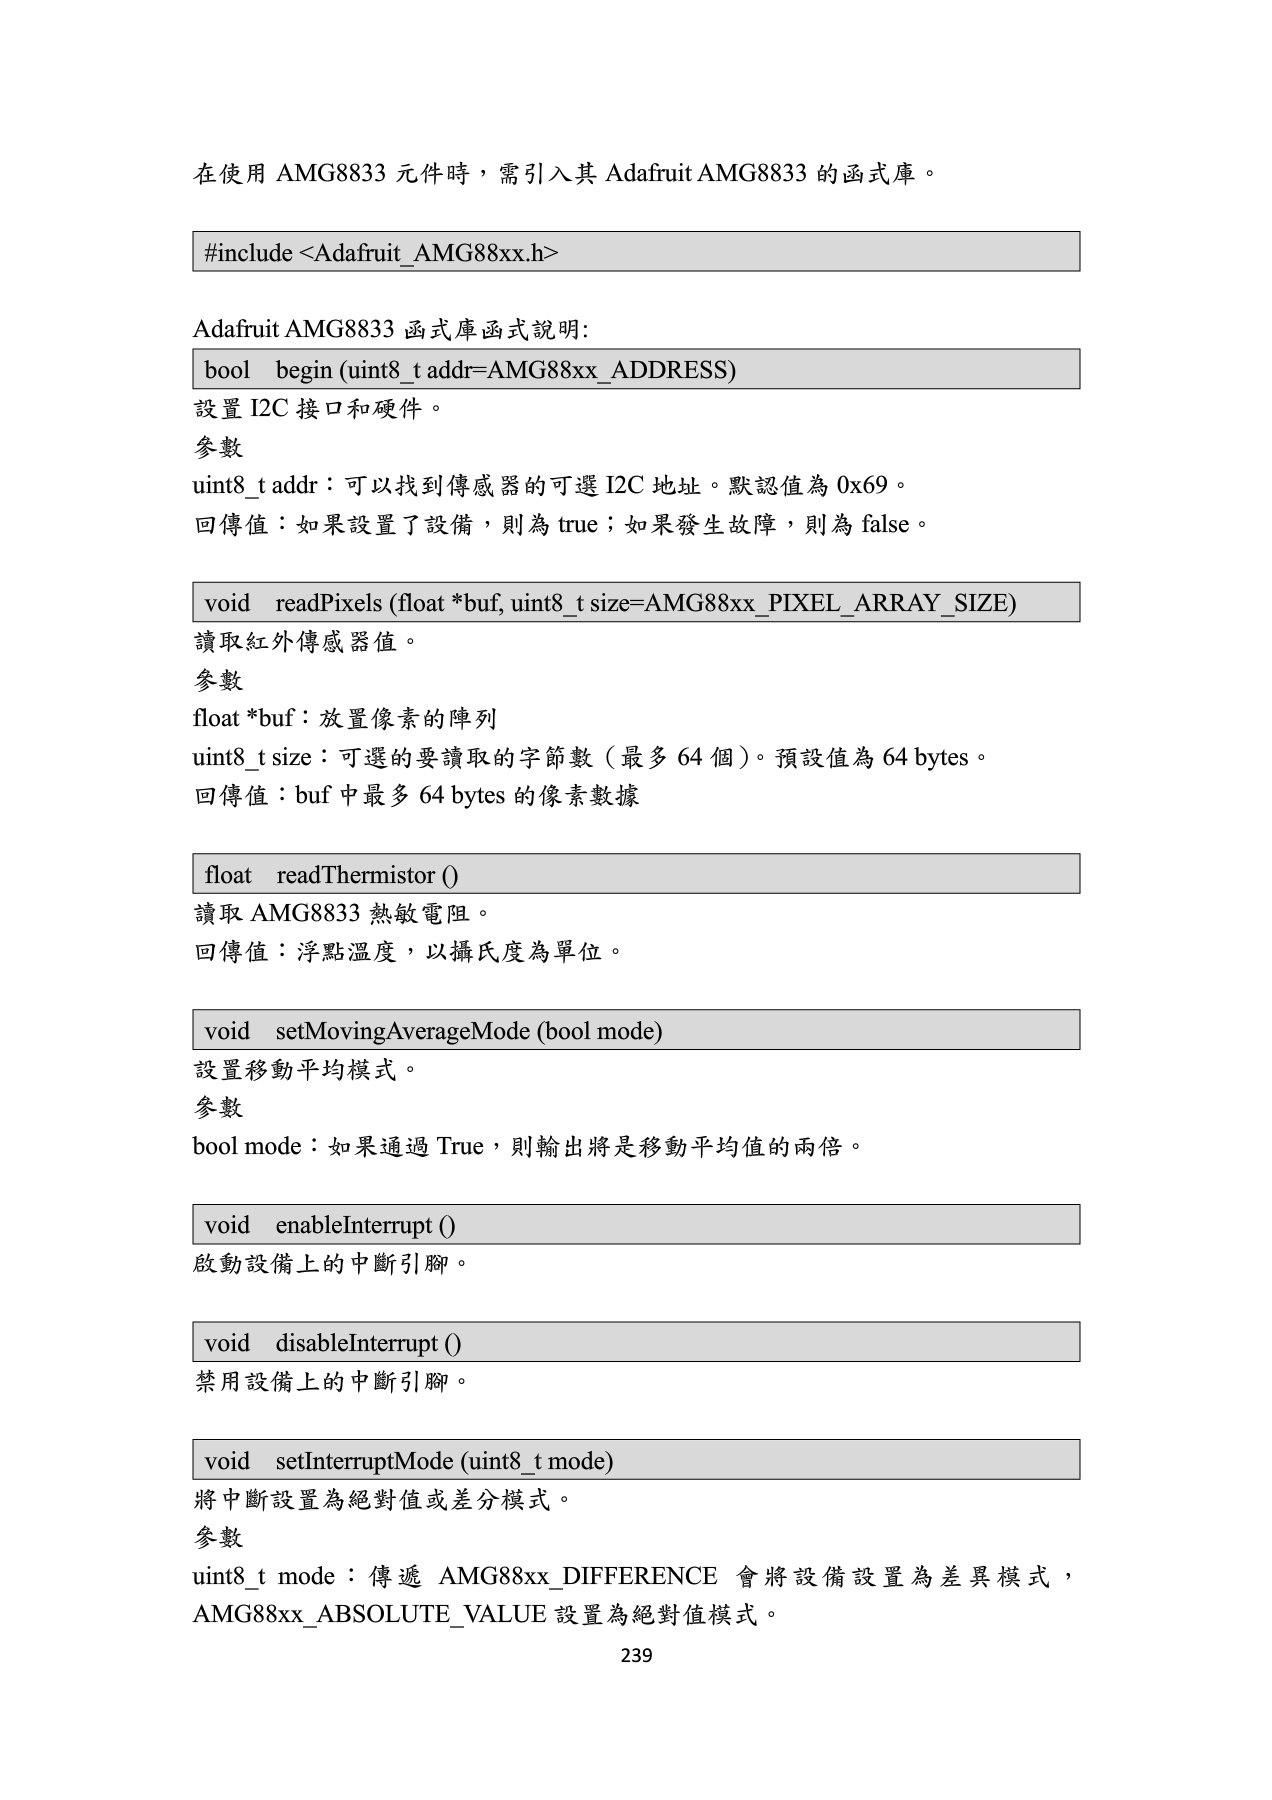 在使用 AMG8833 元件時，需引入其 Adafruit AMG8833 的函式庫。
#include <Adafruit_AMG88xx.h>
Adafruit AMG8833 函式庫函式說明:
bool begin (uint8_t addr=AMG88xx_ADDRESS)
設置 I2C 接口和硬件。
參數
uint8_t addr：可以找到傳感器的可選 I2C 地址。默認值為 0x69。
回傳值：如果設置了設備，則為 true；如果發生故障，則為 false。
void readPixels (float *buf, uint8_t size=AMG88xx_PIXEL_ARRAY_SIZE)
讀取紅外傳感器值。
參數
float *buf：放置像素的陣列
uint8_t size：可選的要讀取的字節數（最多 64 個）。預設值為 64 bytes。
回傳值：buf 中最多 64 bytes 的像素數據
float readThermistor ()
讀取 AMG8833 熱敏電阻。
回傳值：浮點溫度，以攝氏度為單位。
void setMovingAverageMode (bool mode)
設置移動平均模式。
參數
bool mode：如果通過 True，則輸出將是移動平均值的兩倍。
void enableInterrupt ()
啟動設備上的中斷引腳。
void disableInterrupt ()
禁用設備上的中斷引腳。
void setInterruptMode (uint8_t mode)
將中斷設置為絕對值或差分模式。
參數
uint8_t mode：傳遞 AMG88xx_DIFFERENCE 會將設備設置為差異模式，
AMG88xx_ABSOLUTE_VALUE 設置為絕對值模式。
239